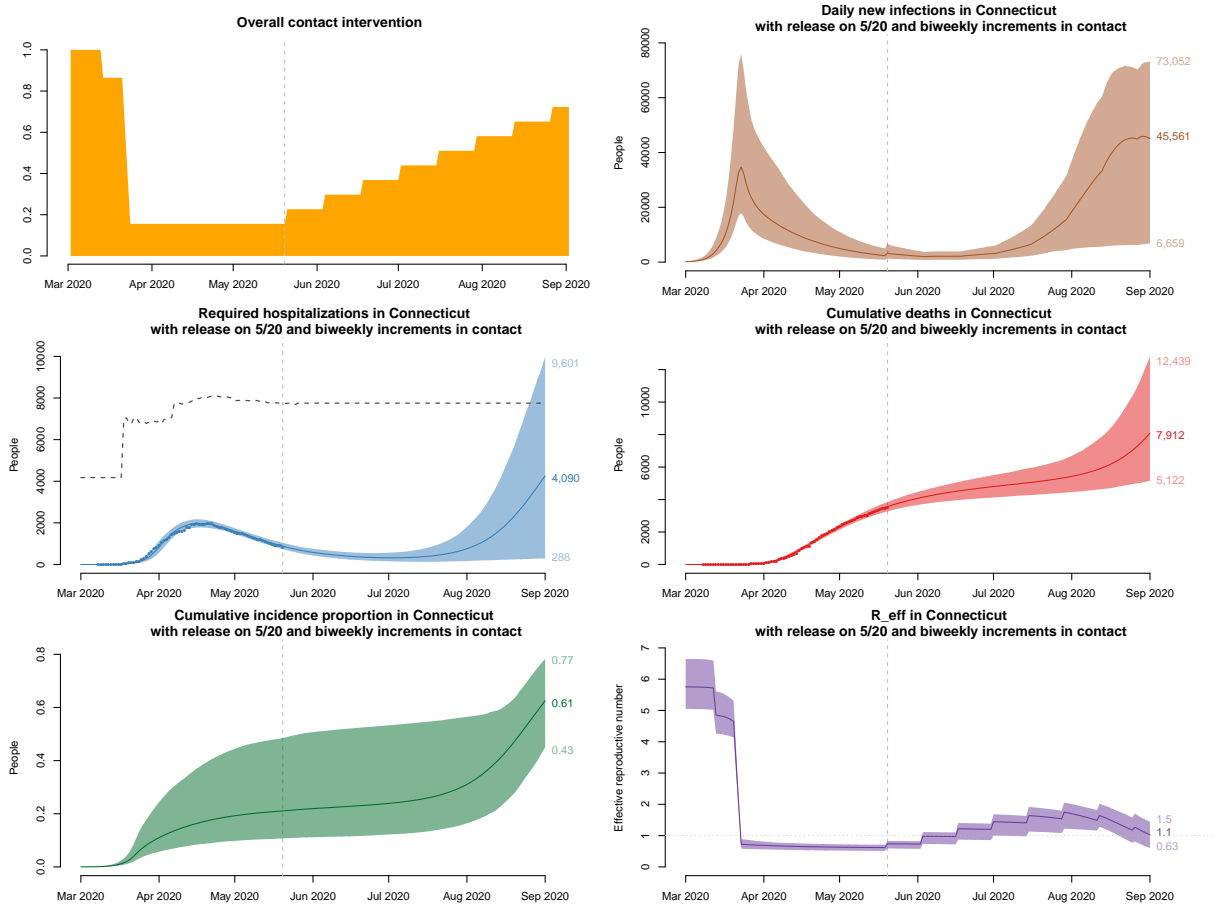 Overall contact intervention
1.0
0.8
0.6
0.4
0.2
0.0
Mar 2020 Apr 2020 May 2020 Jun 2020 Jul 2020 Aug 2020 Sep 2020
Daily new infections in Connecticut
with release on 5/20 and biweekly increments in contact
People
80000
60000
40000
20000
0
73,052
45,561
6,659
Mar 2020 Apr 2020 May 2020 Jun 2020 Jul 2020 Aug 2020 Sep 2020
Required hospitalizations in Connecticut
with release on 5/20 and biweekly increments in contact
People
10000
8000
6000
4000
2000
0
9,601
4,090
288
Mar 2020 Apr 2020 May 2020 Jun 2020 Jul 2020 Aug 2020 Sep 2020
Cumulative deaths in Connecticut
with release on 5/20 and biweekly increments in contact
People
10000
6000
4000
2000
0
12,439
7,912
5,122
Mar 2020 Apr 2020 May 2020 Jun 2020 Jul 2020 Aug 2020 Sep 2020
Cumulative incidence proportion in Connecticut
with release on 5/20 and biweekly increments in contact
People
0.8
0.6
0.4
0.2
0.0
0.77
0.61
0.43
Mar 2020 Apr 2020 May 2020 Jun 2020 Jul 2020 Aug 2020 Sep 2020
R_eff in Connecticut
with release on 5/20 and biweekly increments in contact
Effective reproductive number
7
6
5
4
3
2
1
0
1.5
1.1
0.63
Mar 2020 Apr 2020 May 2020 Jun 2020 Jul 2020 Aug 2020 Sep 2020